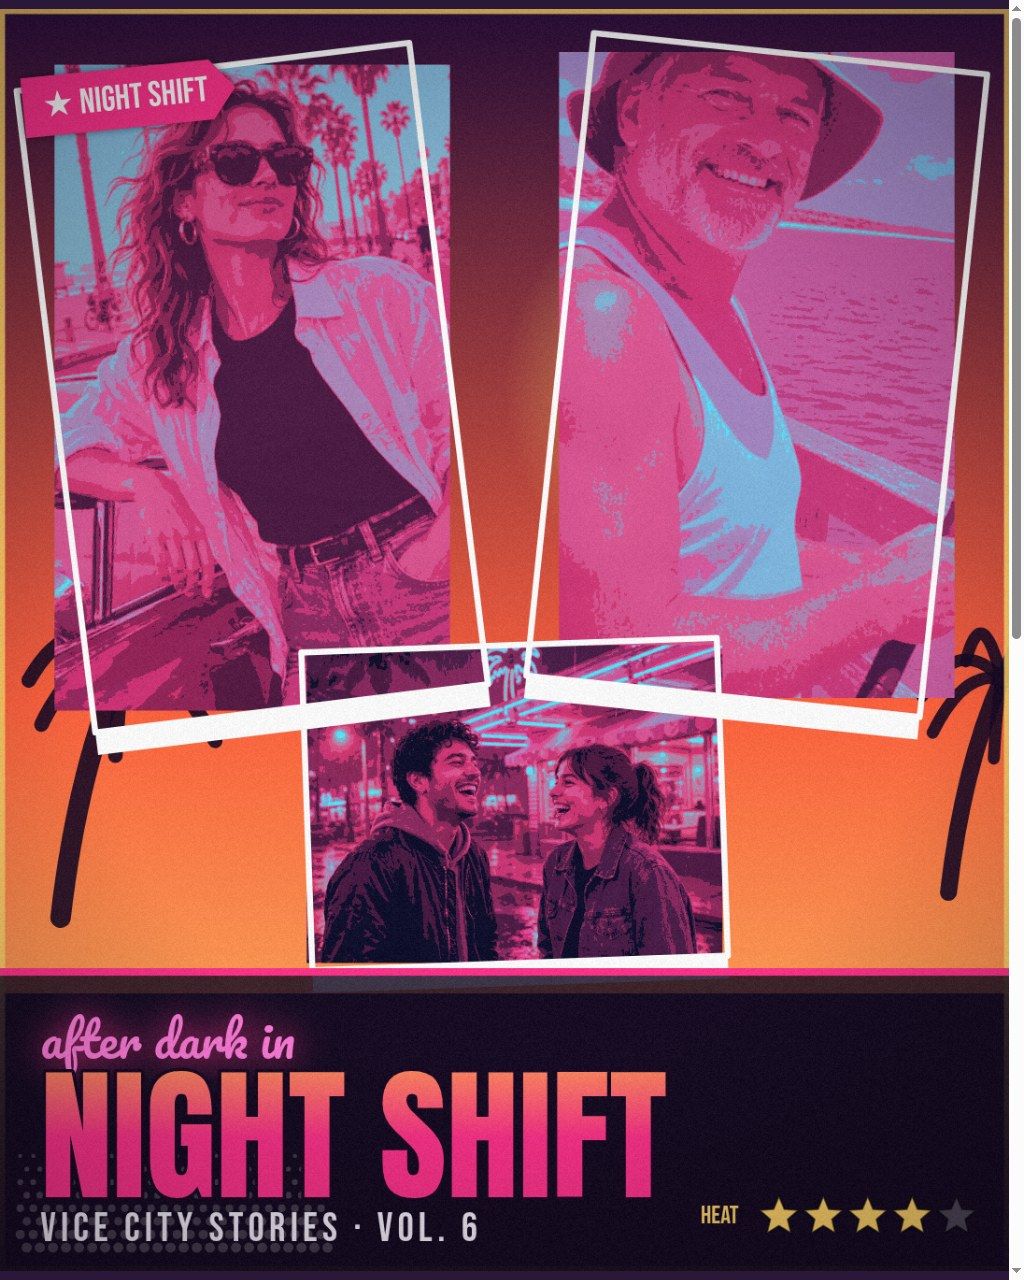 ★ NIGHT SHIFT
after dark in
NIGHT SHIFT
VICE CITY STORIES · VOL. 6
HEAT ★★★★★